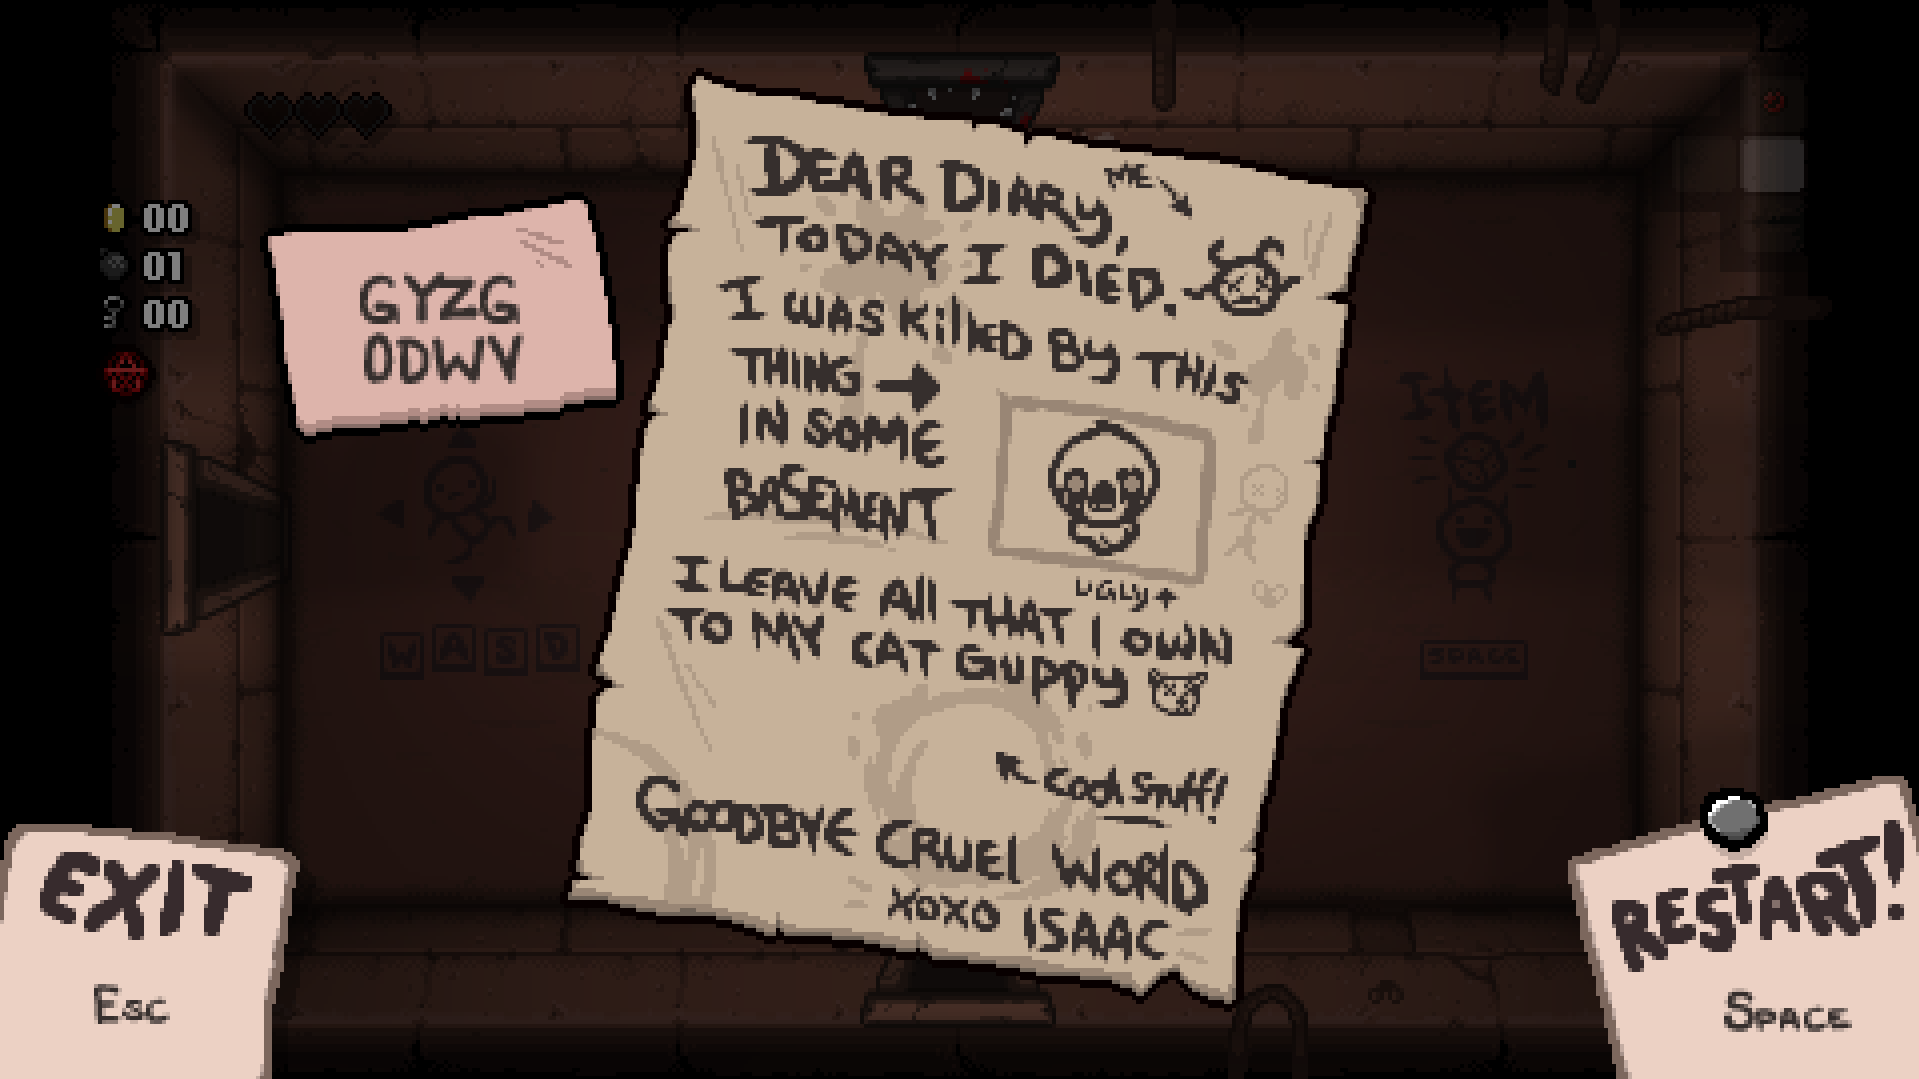 00
01
00
GYZG
ODWV
DEAR DIARY,
ME
TODAY I DIED.
I WAS KillED By THIS
THING →
IN SOME
BASEMENT
UGLy
I LEAVE All THAT I OWN
TO MY CAT GUPPY
Cool Stuff!
GOODBYE CRUEL WORLD
XOXO ISAAC
ITEM
W A S D
SPACE
EXIT
Esc
RESTART!
SPACE